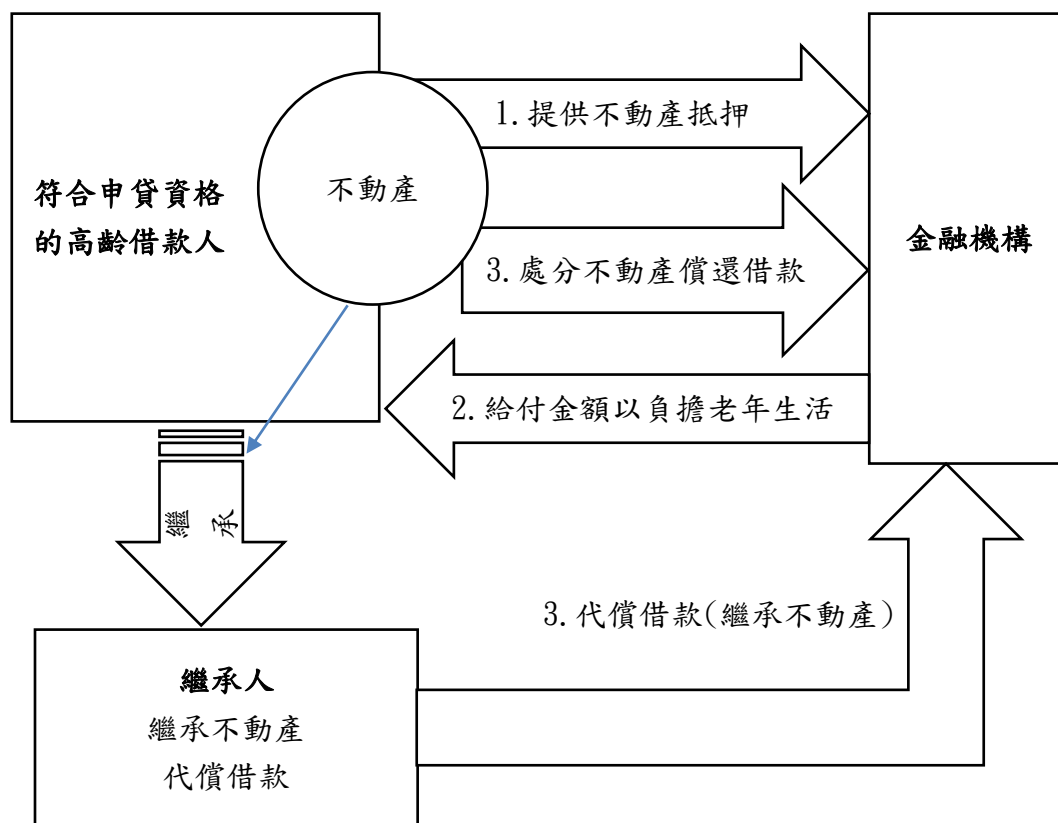 1.提供不動產抵押
符合申貸資格
的高齡借款人
不動產
金融機構
3.處分不動產償還借款
2.給付金額以負擔老年生活
繼承
3.代償借款(繼承不動產)
繼承人
繼承不動產
代償借款